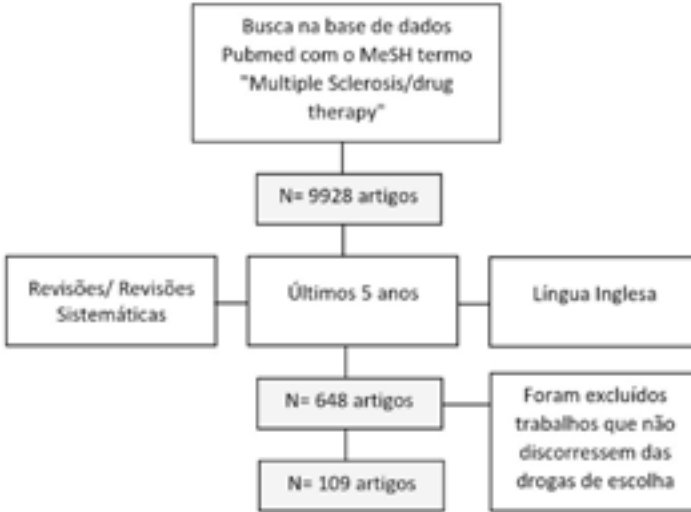 Busca na base de dados
Pubmed com o MeSH termo
"Multiple Sclerosis/drug
therapy"
N= 9928 artigos
Revisões/ Revisões
Sistemáticas
Últimos 5 anos
Língua Inglesa
N= 648 artigos
Foram excluídos
trabalhos que não
discorressem das
drogas de escolha
N= 109 artigos